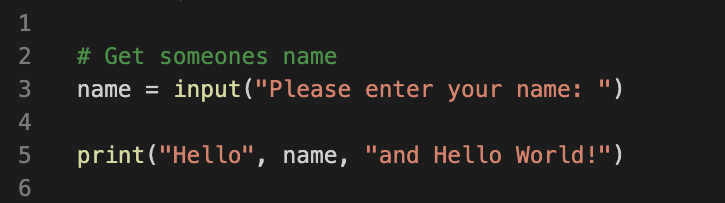 1
2 # Get someones name
3 name = input("Please enter your name: ")
4
5 print("Hello", name, "and Hello World!")
6